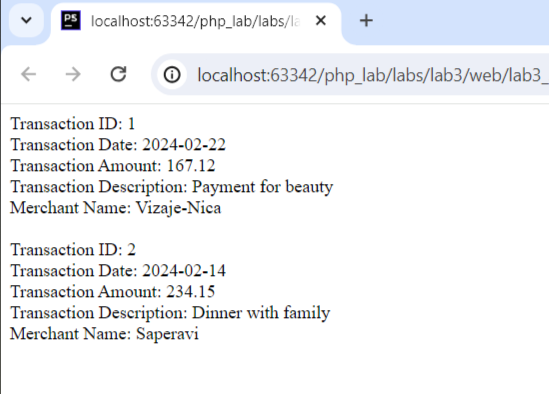 PS
localhost:63342/php_lab/labs/la
localhost:63342/php_lab/labs/lab3/web/lab3_
Transaction ID: 1
Transaction Date: 2024-02-22
Transaction Amount: 167.12
Transaction Description: Payment for beauty
Merchant Name: Vizaje-Nica
Transaction ID: 2
Transaction Date: 2024-02-14
Transaction Amount: 234.15
Transaction Description: Dinner with family
Merchant Name: Saperavi